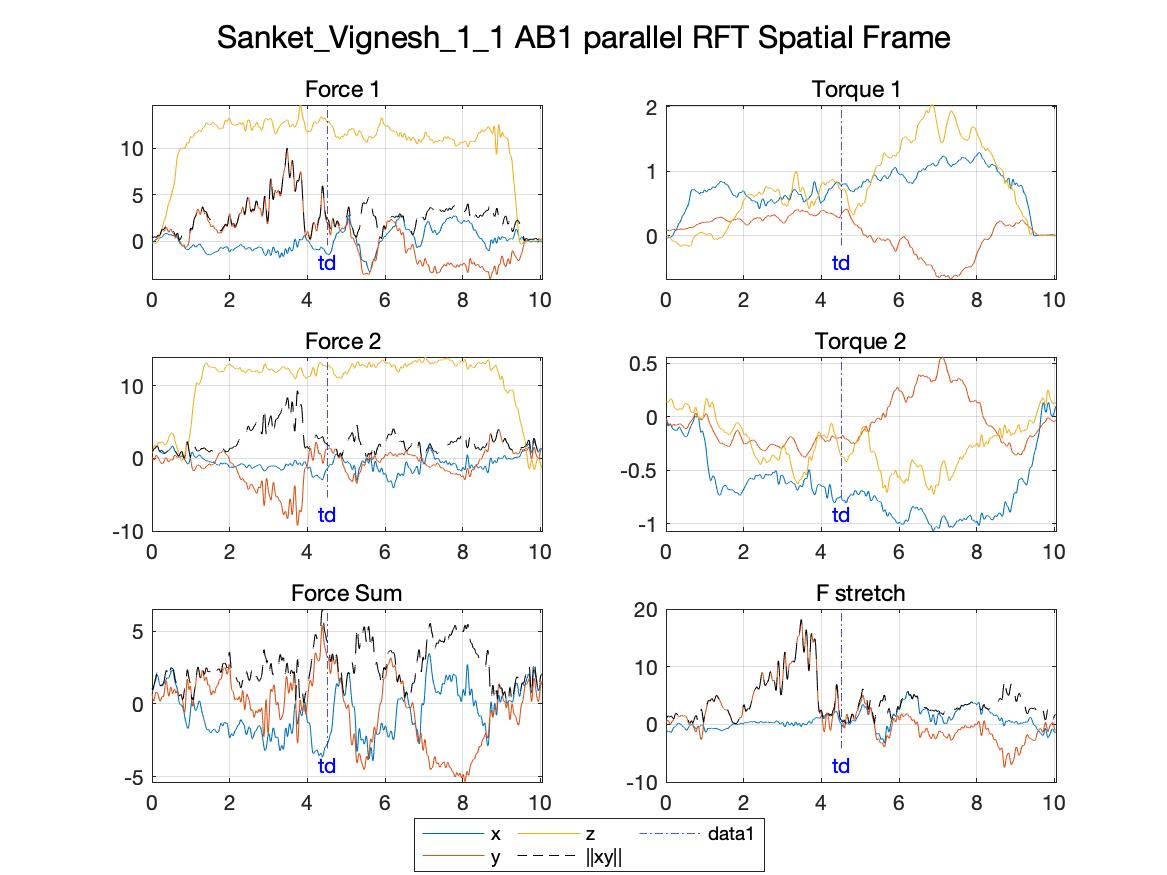 Sanket_Vignesh_1_1 AB1 parallel RFT Spatial Frame
Force 1
10
5
0
td
0 2 4 6 8 10
Torque 1
2
1
0
td
0 2 4 6 8 10
Force 2
10
0
-10
td
0 2 4 6 8 10
Torque 2
0.5
0
-0.5
-1
td
0 2 4 6 8 10
Force Sum
5
0
-5
td
0 2 4 6 8 10
F stretch
20
10
0
-10
td
0 2 4 6 8 10
x z data1
y ||xy||